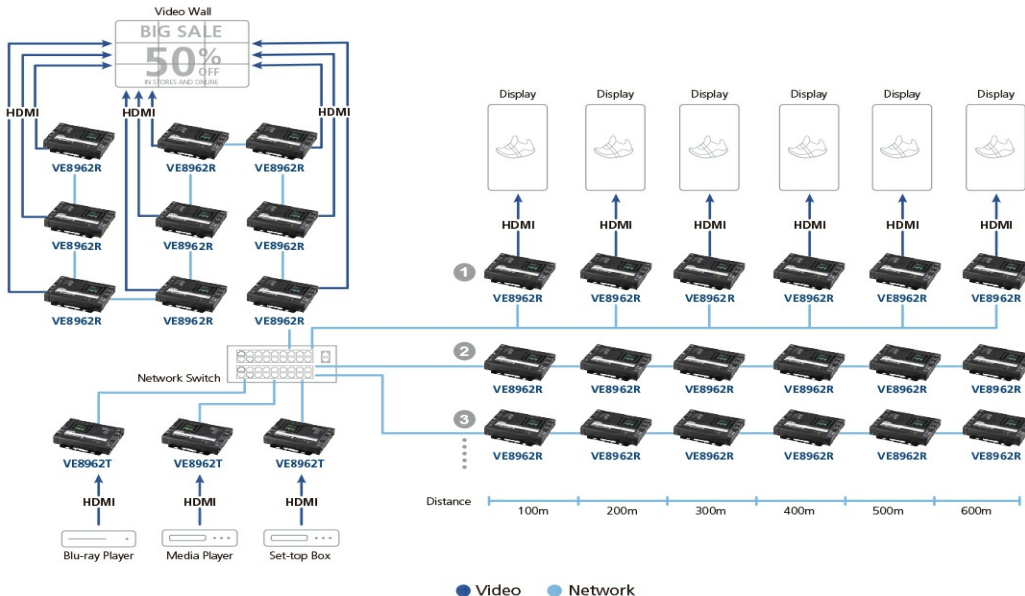 Video Wall
BIG SALE
50% OFF
IN STORES AND ONLINE
HDMI HDMI HDMI
VE8962R VE8962R VE8962R
VE8962R VE8962R VE8962R
VE8962R VE8962R VE8962R
Network Switch
VE8962T VE8962T VE8962T
HDMI HDMI HDMI
Blu-ray Player Media Player Set-top Box
Display Display Display Display Display Display
HDMI HDMI HDMI HDMI HDMI HDMI
1
VE8962R VE8962R VE8962R VE8962R VE8962R VE8962R
2
VE8962R VE8962R VE8962R VE8962R VE8962R VE8962R
3
VE8962R VE8962R VE8962R VE8962R VE8962R VE8962R
Distance
100m 200m 300m 400m 500m 600m
Video Network